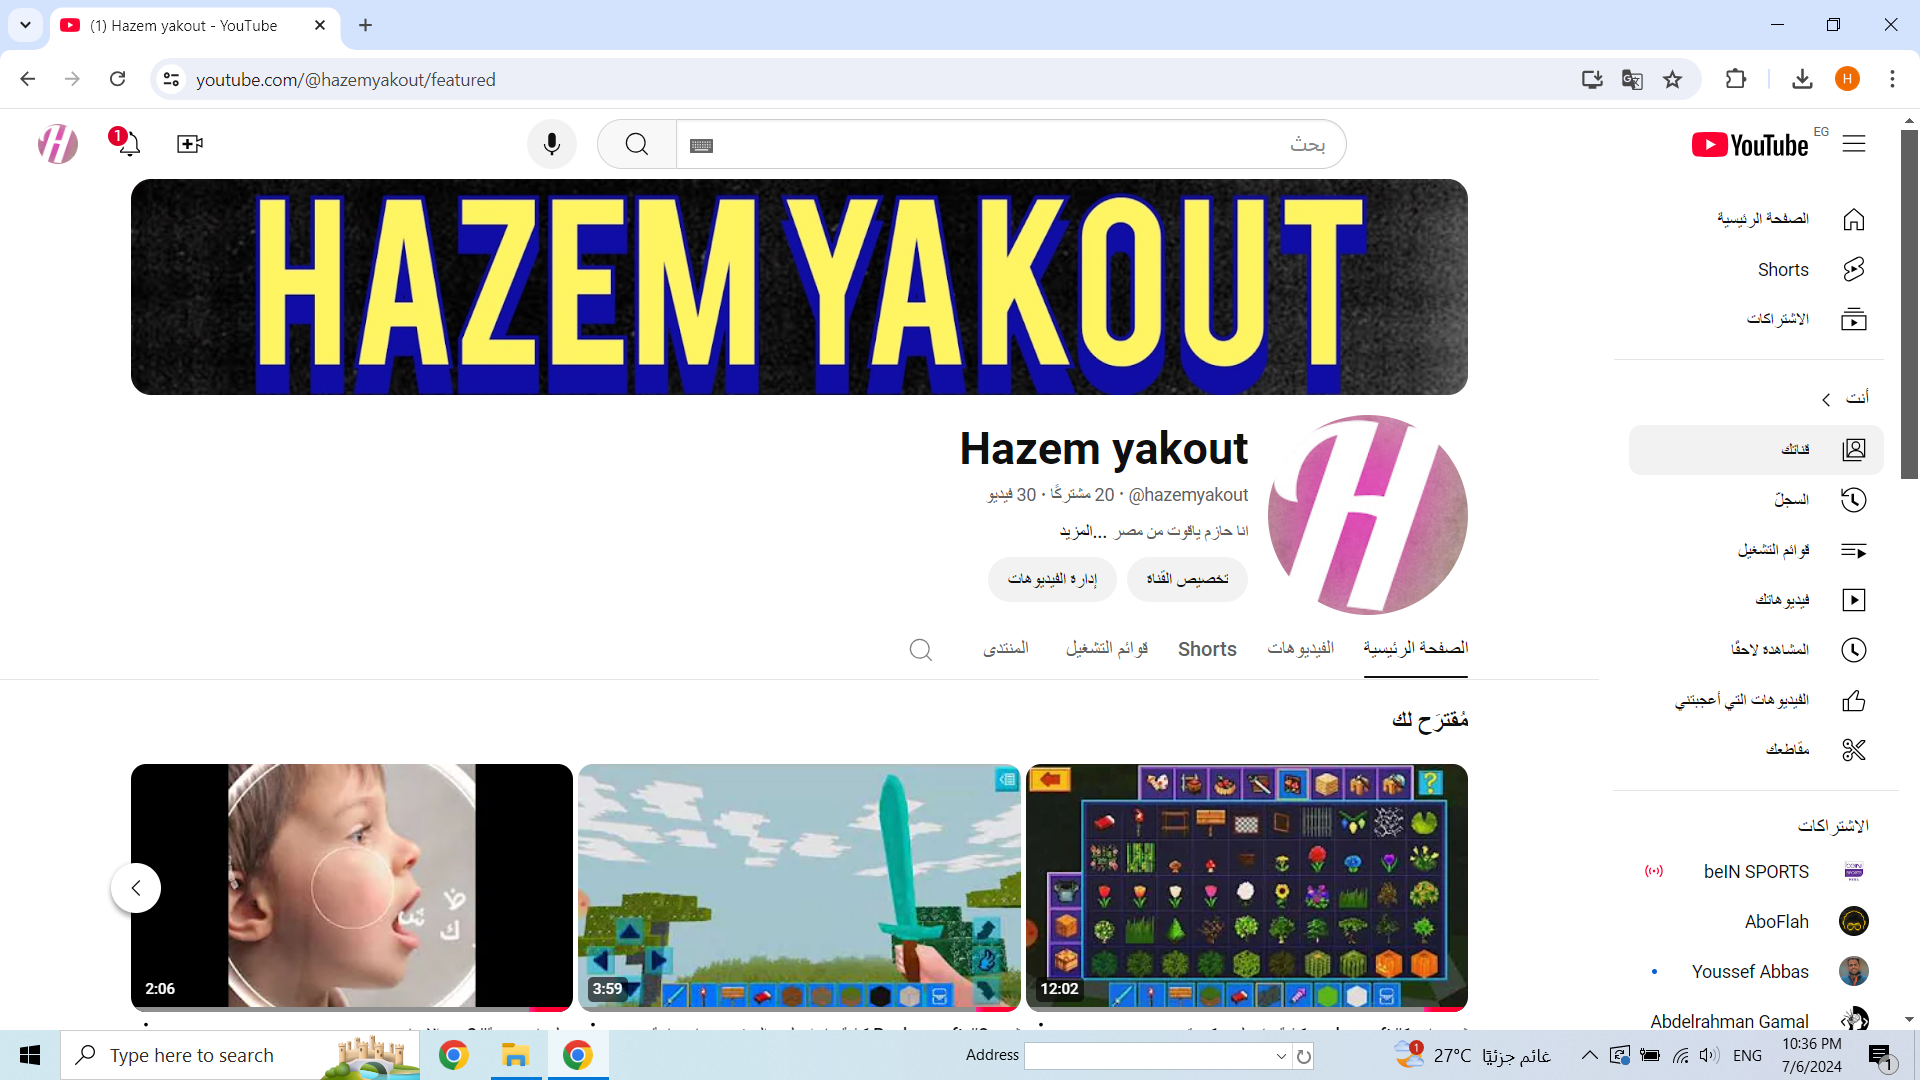 (1) Hazem yakout - YouTube
youtube.com/@hazemyakout/featured
H
1
بحث
YouTube EG
HAZEM YAKOUT
Hazem yakout
@hazemyakout • 20 مشتركًا • 30 فيديو
انا حازم ياقوت من مصر ...المزيد
تخصيص القناة
إدارة الفيديوهات
الصفحة الرئيسية
الفيديوهات
Shorts
قوائم التشغيل
المنتدى
مُقترَح لك
12:02
3:59
2:06
الصفحة الرئيسية
Shorts
الاشتراكات
أنت
قناتك
السجلّ
قوائم التشغيل
فيديوهاتك
المشاهدة لاحقًا
الفيديوهات التي أعجبتني
مقاطعك
الاشتراكات
beIN SPORTS
AboFlah
Youssef Abbas
Abdelrahman Gamal
Type here to search
Address
1
27°C غائم جزئيًا
ENG
10:36 PM
7/6/2024
1